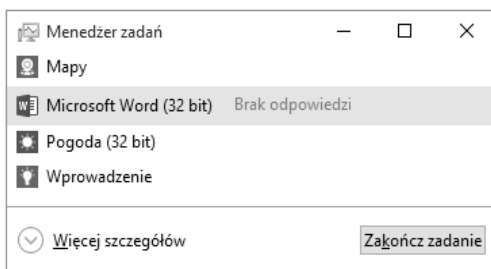 Menedżer zadań
Mapy
Microsoft Word (32 bit) Brak odpowiedzi
Pogoda (32 bit)
Wprowadzenie
Więcej szczegółów Zakończ zadanie